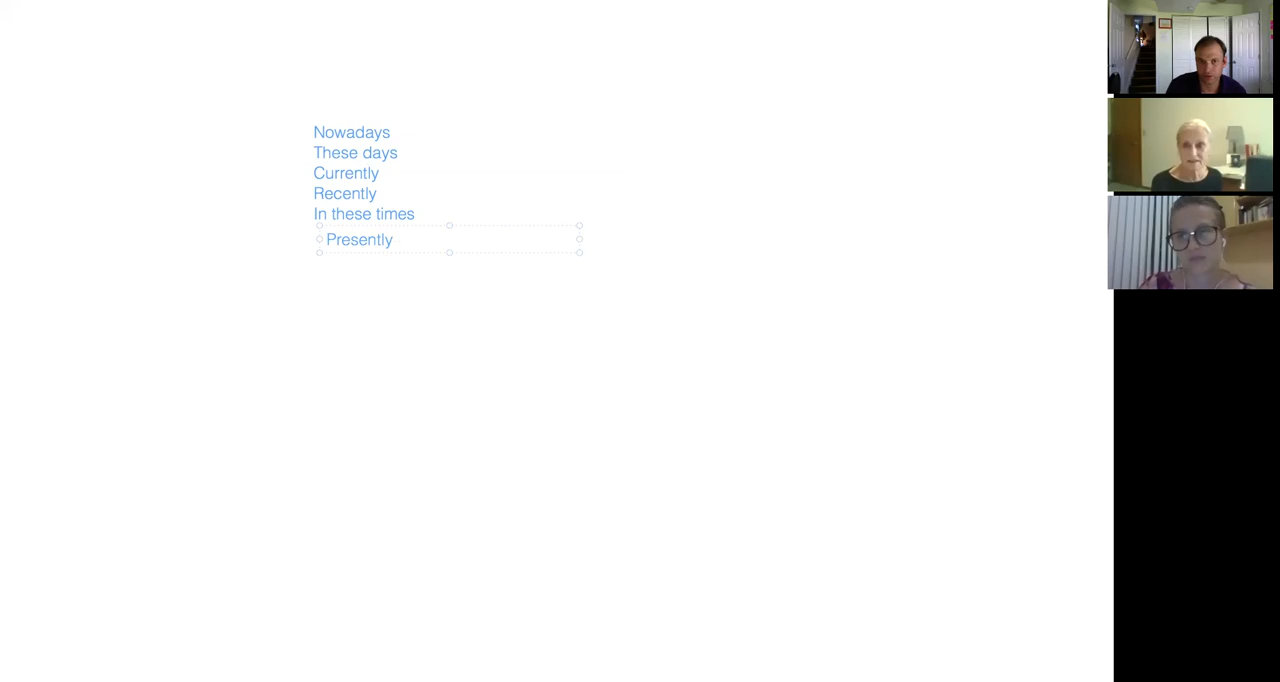 Nowadays
These days
Currently
Recently
In these times
Presently